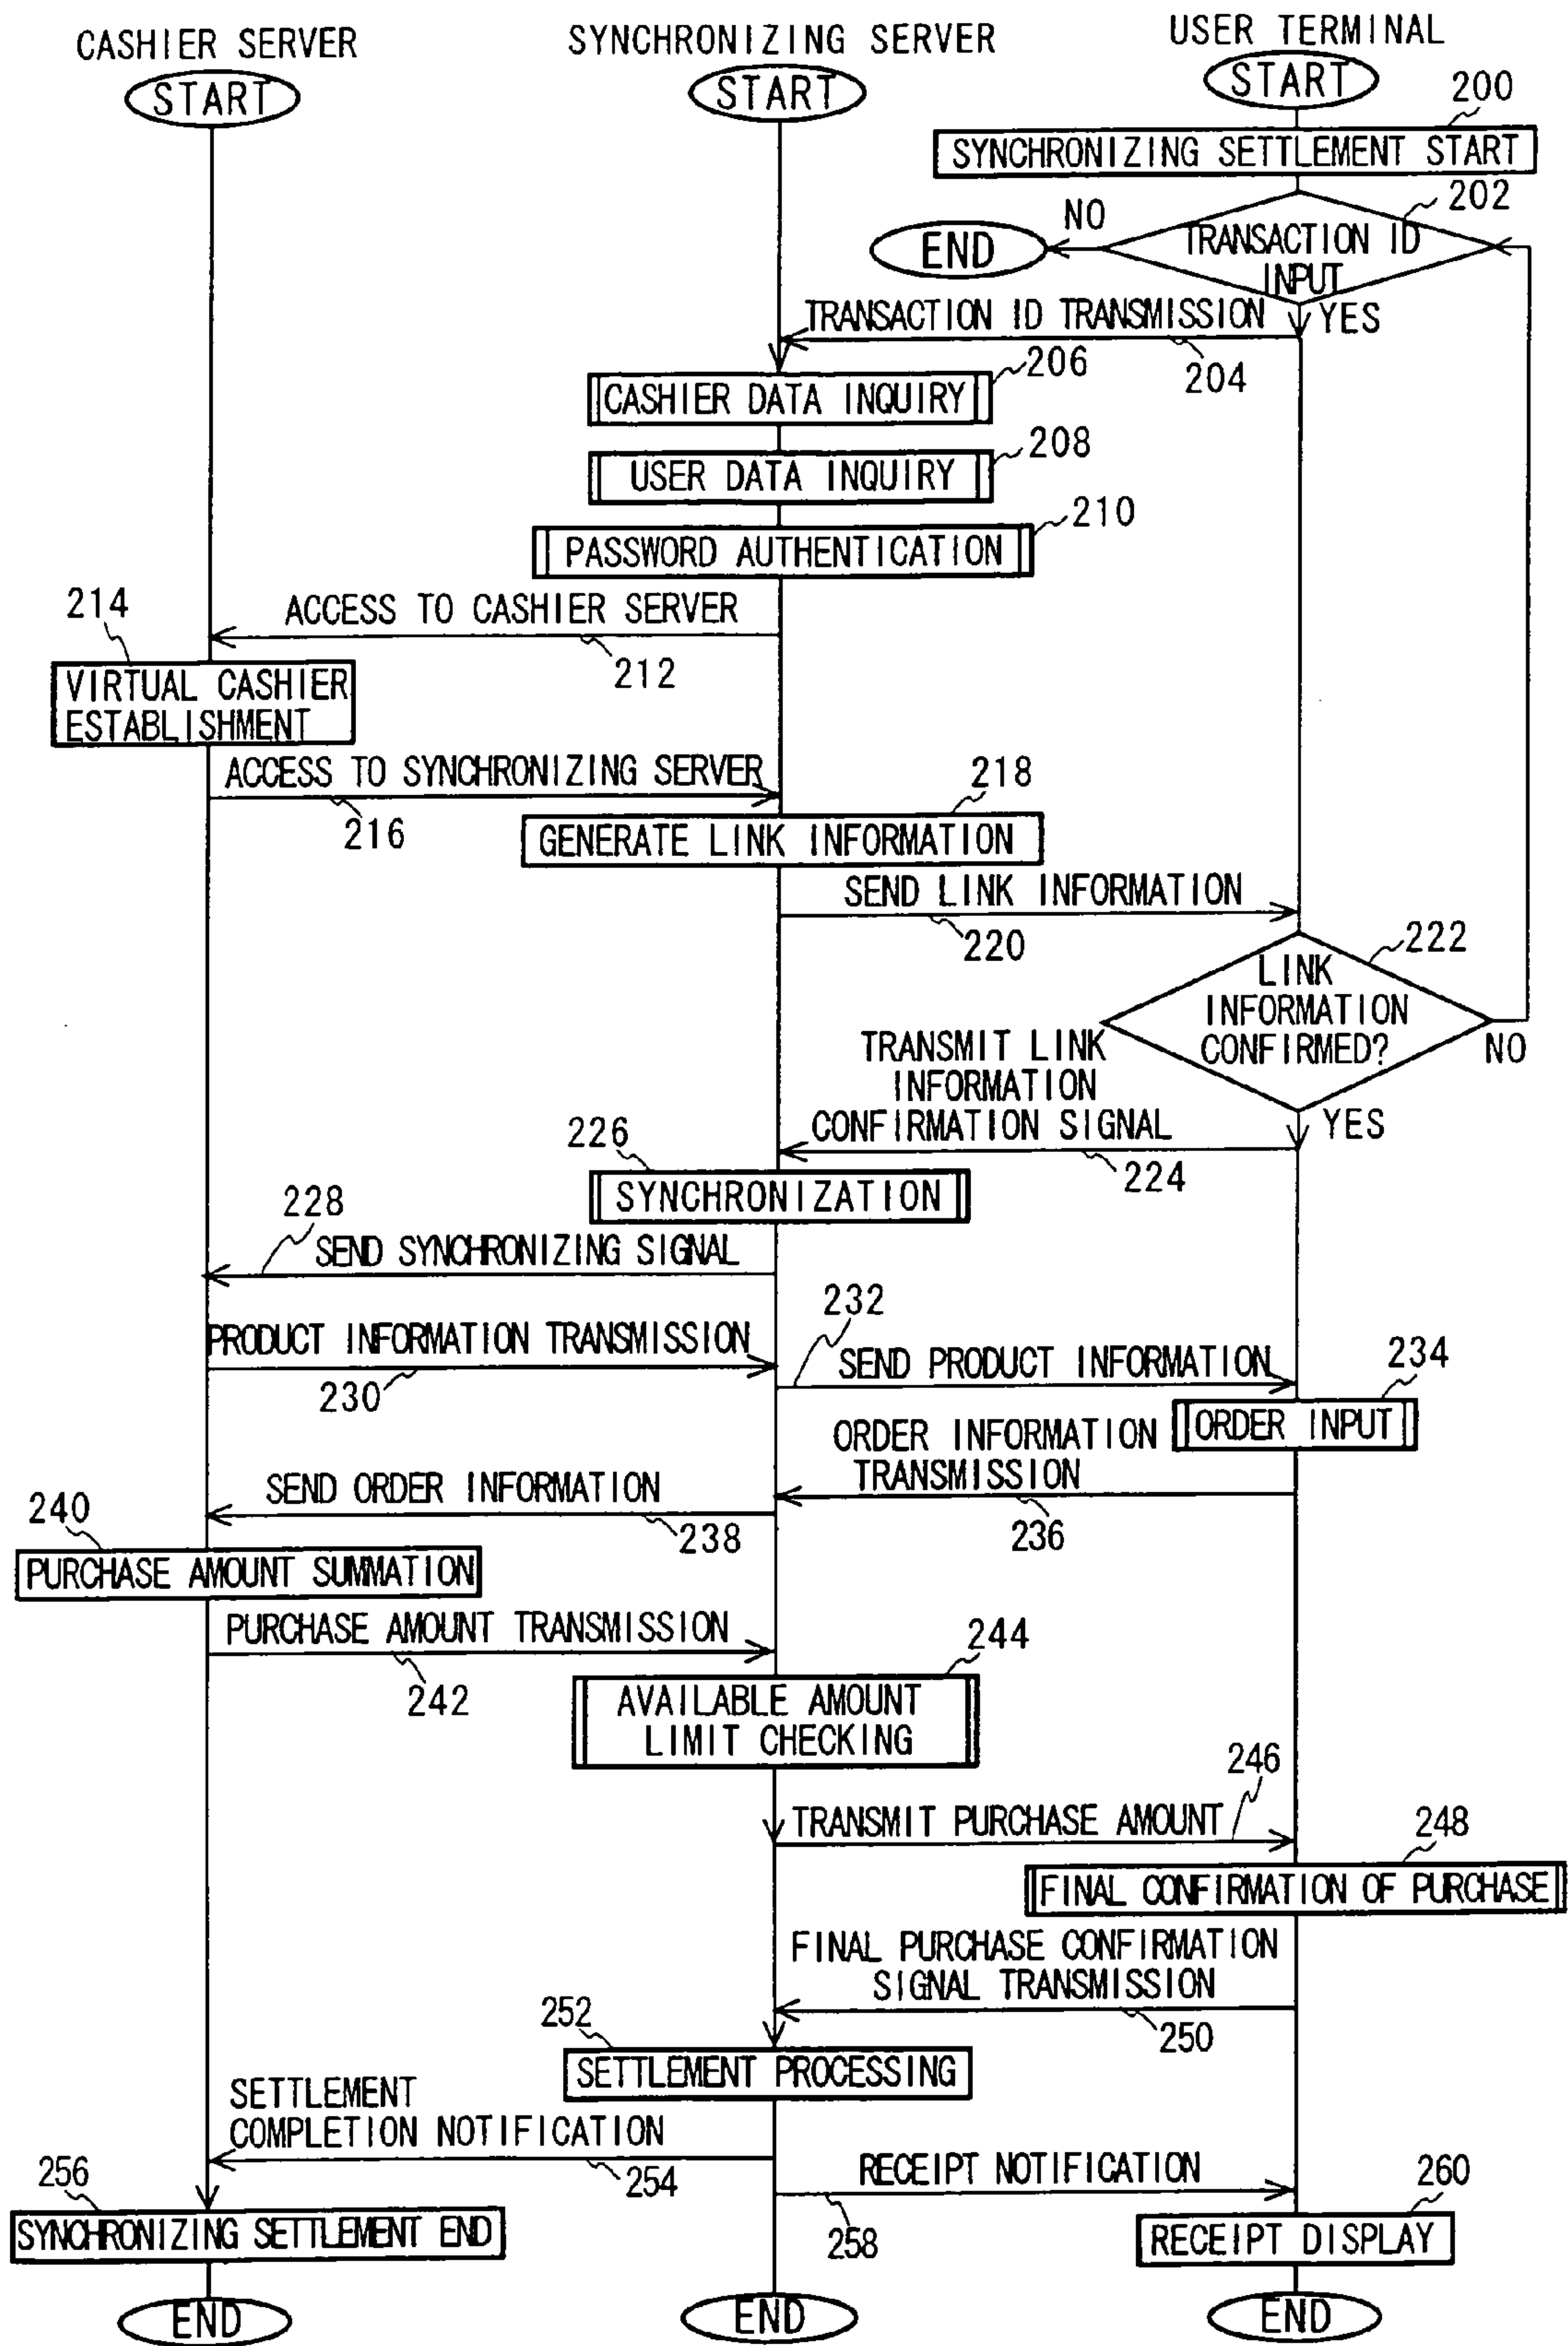 CASHIER SERVER
SYNCHRONIZING SERVER
USER TERMINAL
START
START
START
200
SYNCHRONIZING SETTLEMENT START
202
NO
END
TRANSACTION ID
INPUT
TRANSACTION ID TRANSMISSION
YES
204
206
CASHIER DATA INQUIRY
208
USER DATA INQUIRY
210
PASSWORD AUTHENTICATION
214
ACCESS TO CASHIER SERVER
212
VIRTUAL CASHIER
ESTABLISHMENT
ACCESS TO SYNCHRONIZING SERVER
216
218
GENERATE LINK INFORMATION
SEND LINK INFORMATION
220
222
LINK
INFORMATION
CONFIRMED?
NO
TRANSMIT LINK
INFORMATION
CONFIRMATION SIGNAL
YES
224
226
SYNCHRONIZATION
228
SEND SYNCHRONIZING SIGNAL
PRODUCT INFORMATION TRANSMISSION
230
232
SEND PRODUCT INFORMATION
234
ORDER INPUT
ORDER INFORMATION
TRANSMISSION
236
SEND ORDER INFORMATION
238
240
PURCHASE AMOUNT SUMMATION
PURCHASE AMOUNT TRANSMISSION
242
244
AVAILABLE AMOUNT
LIMIT CHECKING
246
TRANSMIT PURCHASE AMOUNT
248
FINAL CONFIRMATION OF PURCHASE
FINAL PURCHASE CONFIRMATION
SIGNAL TRANSMISSION
250
252
SETTLEMENT PROCESSING
SETTLEMENT
COMPLETION NOTIFICATION
254
256
SYNCHRONIZING SETTLEMENT END
RECEIPT NOTIFICATION
258
260
RECEIPT DISPLAY
END
END
END